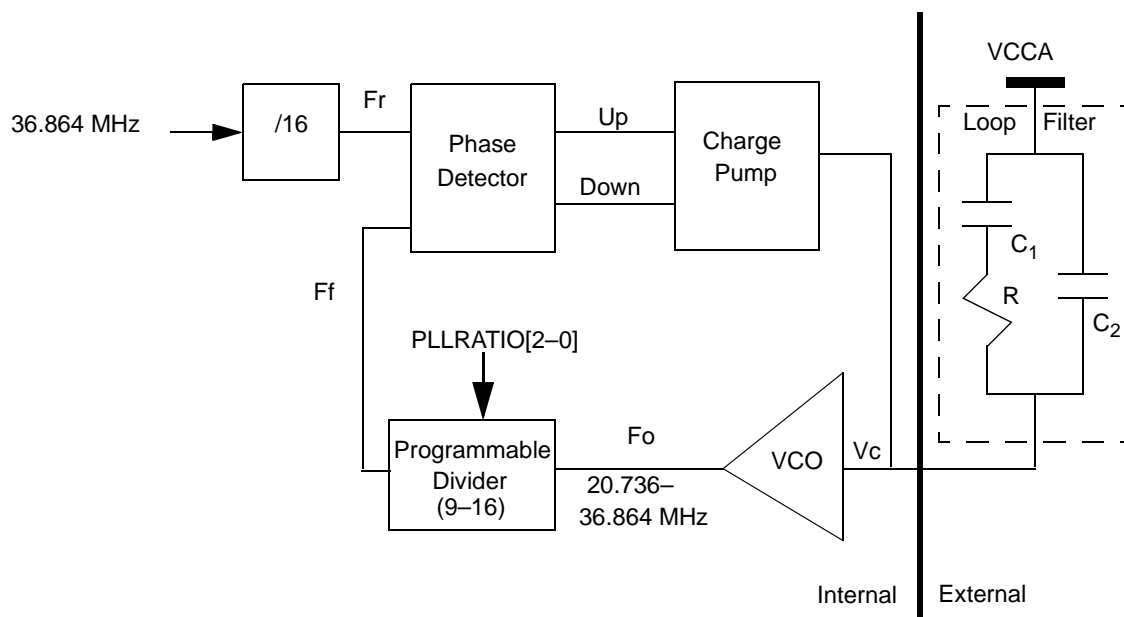 VCCA
36.864 MHz
/16
Fr
Phase
Detector
Up
Down
Charge
Pump
Loop Filter
C1
R
C2
Ff
PLLRATIO[2–0]
Programmable
Divider
(9–16)
Fo
20.736–
36.864 MHz
VCO
Vc
Internal
External